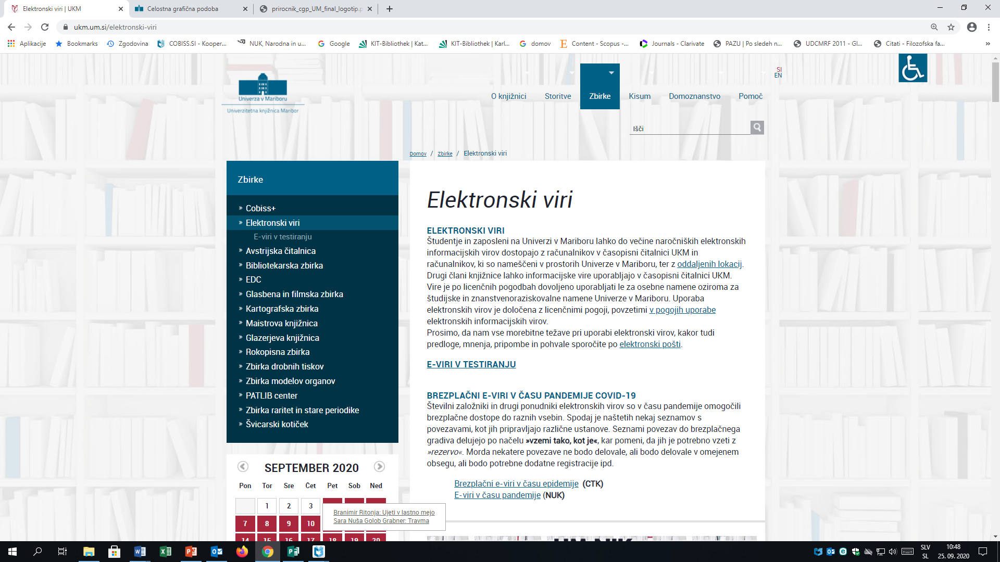 Elektronski viri | UKM
Celostna grafična podoba
prirocnik_cgp_UM_final_logotip.p
ukm.um.si/elektronski-viri
Aplikacije
Bookmarks
Zgodovina
COBISS.SI - Kooper...
NUK, Narodna in u...
Google
KIT-Bibliothek | Kat...
KIT-Bibliothek | Karl...
domov
Content - Scopus -...
Journals - Clarivate
PAZU | Po sledeh n...
UDCMRF 2011 - Gl...
Citati - Filozofska fa...
»
Univerza v Mariboru
Univerzitetna knjižnica Maribor
O knjižnici
Storitve
Zbirke
Kisum
Domoznanstvo
Pomoč
SI
EN
Išči
Domov / Zbirke / Elektronski viri
Zbirke
Cobiss+
Elektronski viri
E-viri v testiranju
Avstrijska čitalnica
Bibliotekarska zbirka
EDC
Glasbena in filmska zbirka
Kartografska zbirka
Maistrova knjižnica
Glazerjeva knjižnica
Rokopisna zbirka
Zbirka drobnih tiskov
Zbirka modelov organov
PATLIB center
Zbirka raritet in stare periodike
Švicarski kotiček
SEPTEMBER 2020
Pon Tor Sre Čet Pet Sob Ned
1 2 3
7 8 9 10
14 15 16 17 18 19 20
Branimir Ritonja: Ujeti v lastno mejo
Sara Nuša Golob Grabner: Travma
Elektronski viri
ELEKTRONSKI VIRI
Študentje in zaposleni na Univerzi v Mariboru lahko do večine naročniških elektronskih
informacijskih virov dostopajo z računalnikov v časopisni čitalnici UKM in
računalnikov, ki so nameščeni v prostorih Univerze v Mariboru, ter z oddaljenih lokacij.
Drugi člani knjižnice lahko informacijske vire uporabljajo v časopisni čitalnici UKM.
Vire je po licenčnih pogodbah dovoljeno uporabljati le za osebne namene oziroma za
študijske in znanstvenoraziskovalne namene Univerze v Mariboru. Uporaba
elektronskih virov je določena z licenčnimi pogoji, povzetimi v pogojih uporabe
elektronskih informacijskih virov.
Prosimo, da nam vse morebitne težave pri uporabi elektronski virov, kakor tudi
predloge, mnenja, pripombe in pohvale sporočite po elektronski pošti.
E-VIRI V TESTIRANJU
BREZPLAČNI E-VIRI V ČASU PANDEMIJE COVID-19
Številni založniki in drugi ponudniki elektronskih virov so v času pandemije omogočili
brezplačne dostope do raznih vsebin. Spodaj je naštetih nekaj seznamov s
povezavami, kot jih pripravljajo različne ustanove. Seznami povezav do brezplačnega
gradiva delujejo po načelu »vzemi tako, kot je«, kar pomeni, da jih je potrebno vzeti z
»rezervo«. Morda nekatere povezave ne bodo delovale, ali bodo delovale v omejenem
obsegu, ali bodo potrebne dodatne registracije ipd.
Brezplačni e-viri v času epidemije (CTK)
E-viri v času pandemije (NUK)
UM NUK
SLV
SL
10:48
25. 09. 2020